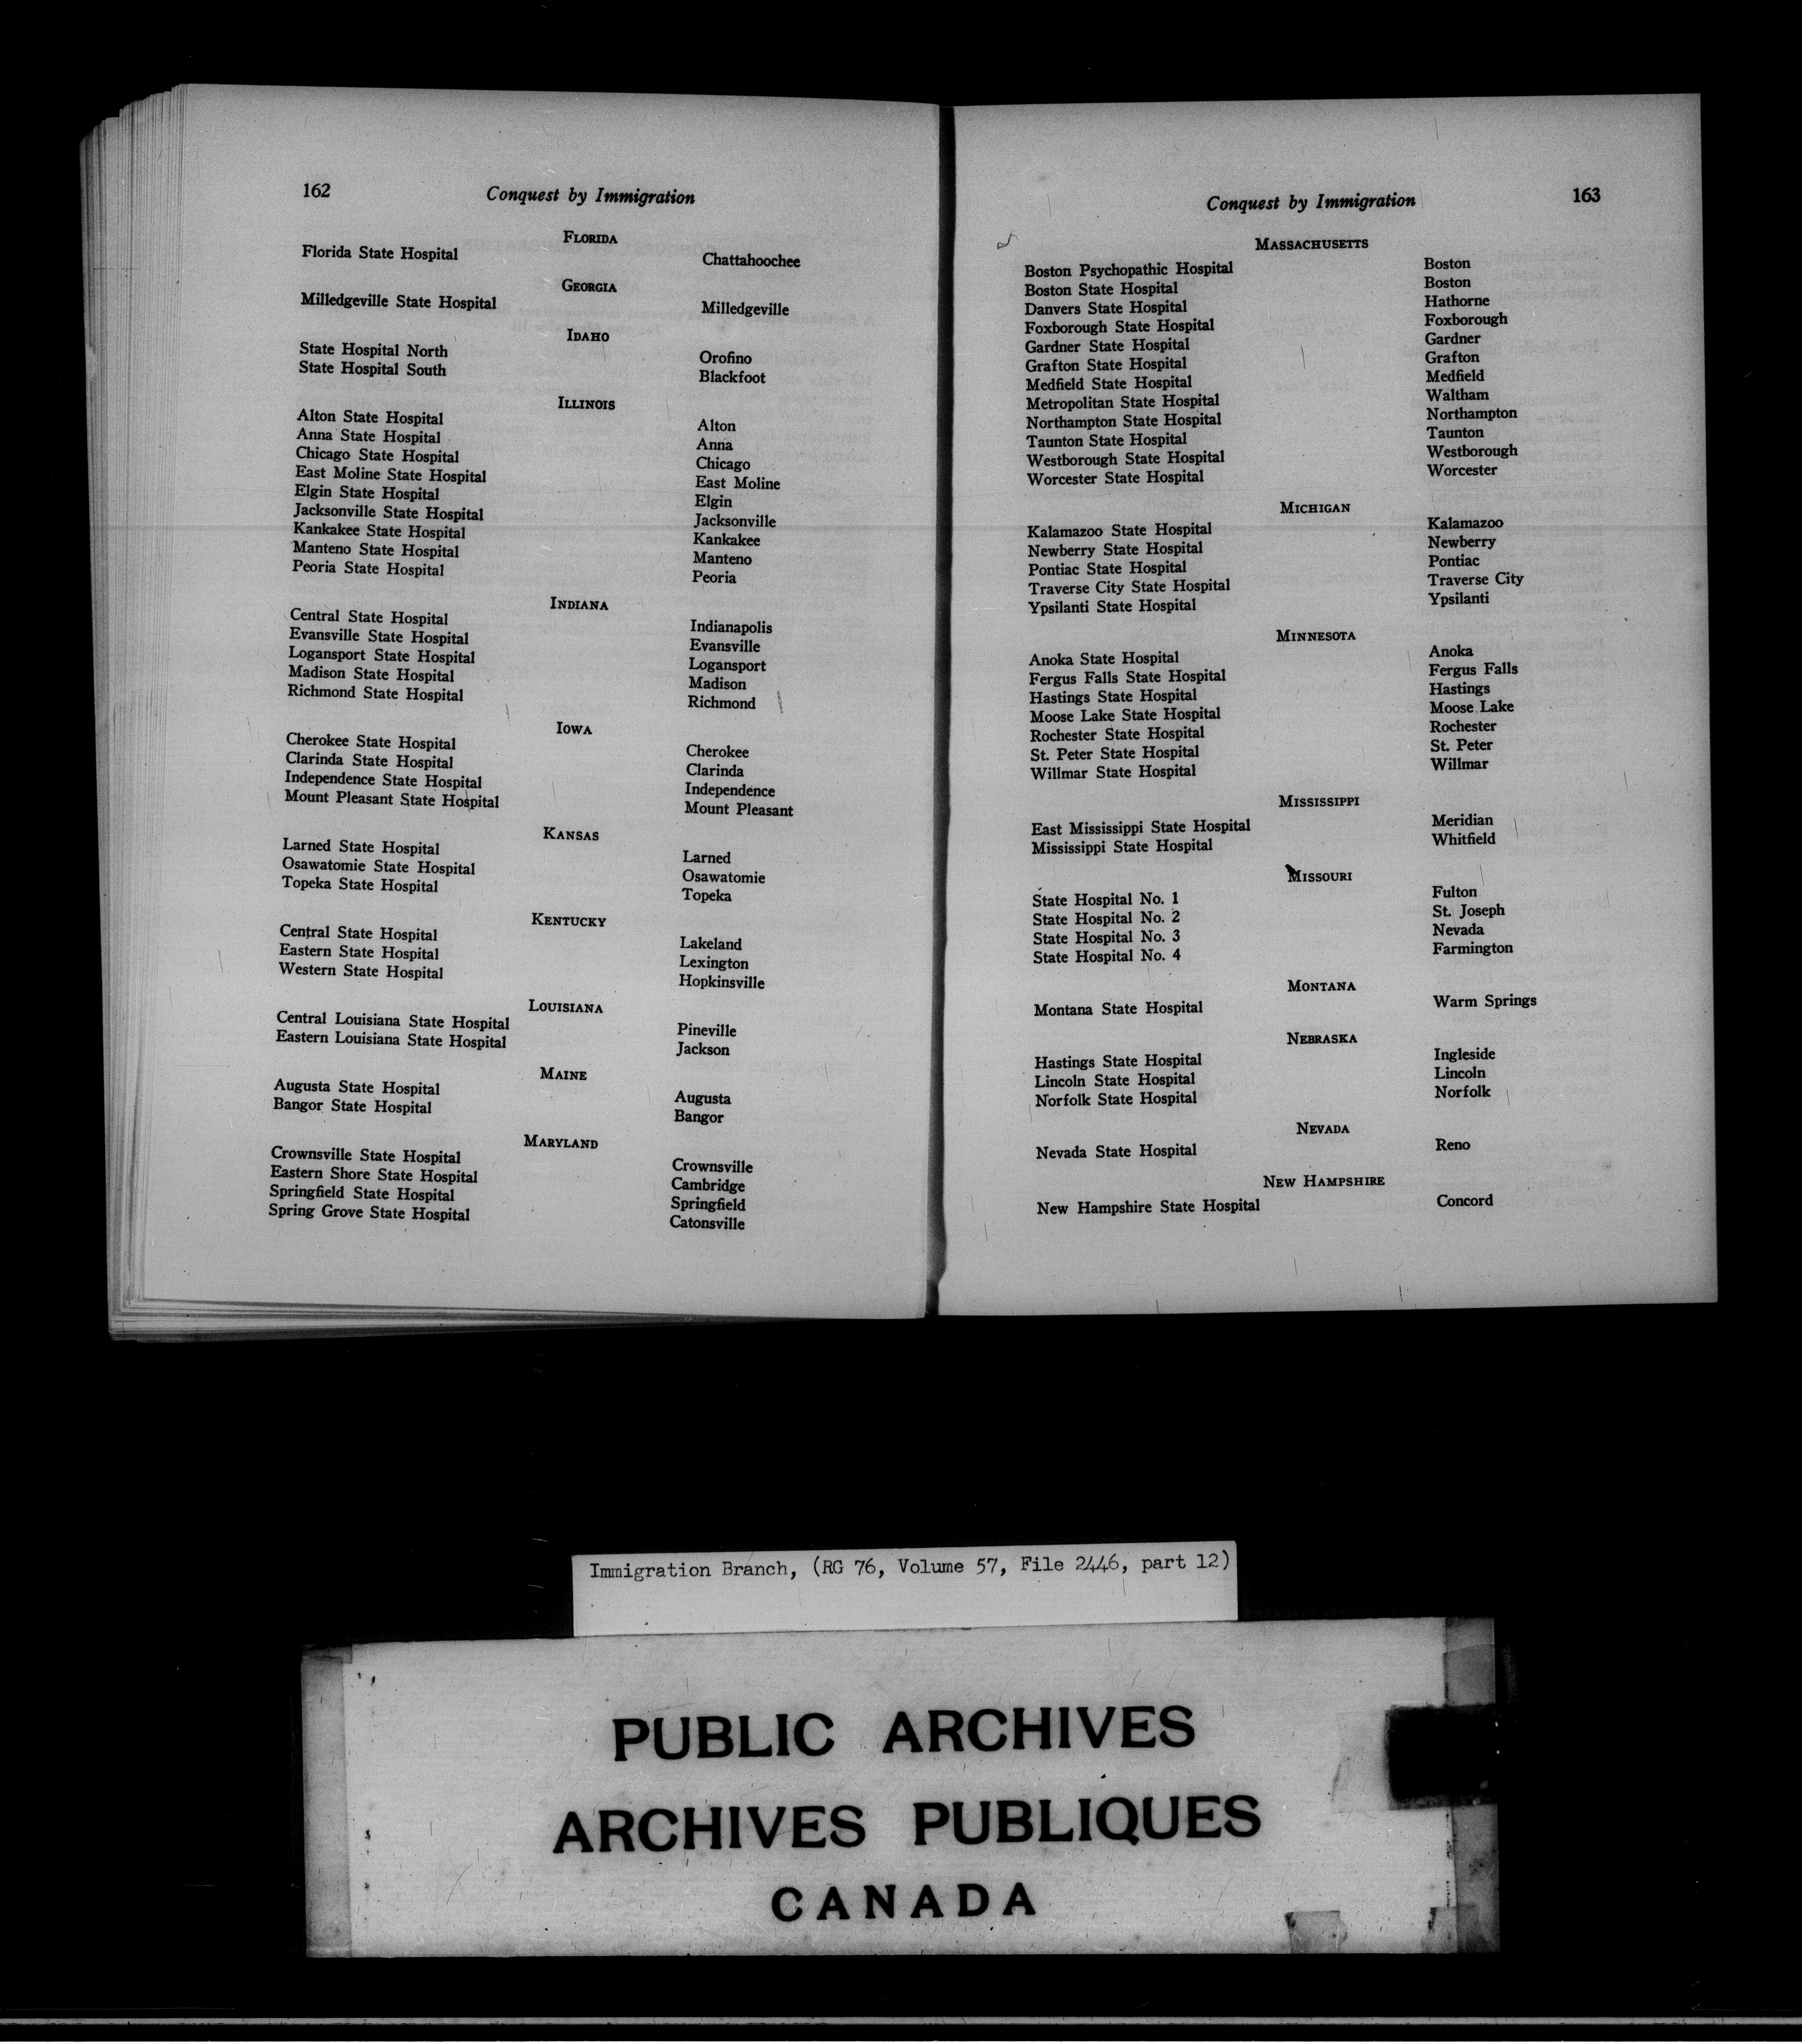 162 Conquest by Immigration
FLORIDA
Florida State Hospital Chattahoochee
GEORGIA
Milledgeville State Hospital Milledgeville
IDAHO
State Hospital North Orofino
State Hospital South Blackfoot
ILLINOIS
Alton State Hospital Alton
Anna State Hospital Anna
Chicago State Hospital Chicago
East Moline State Hospital East Moline
Elgin State Hospital Elgin
Jacksonville State Hospital Jacksonville
Kankakee State Hospital Kankakee
Manteno State Hospital Manteno
Peoria State Hospital Peoria
INDIANA
Central State Hospital Indianapolis
Evansville State Hospital Evansville
Logansport State Hospital Logansport
Madison State Hospital Madison
Richmond State Hospital Richmond
IOWA
Cherokee State Hospital Cherokee
Clarinda State Hospital Clarinda
Independence State Hospital Independence
Mount Pleasant State Hospital Mount Pleasant
KANSAS
Larned State Hospital Larned
Osawatomie State Hospital Osawatomie
Topeka State Hospital Topeka
KENTUCKY
Central State Hospital Lakeland
Eastern State Hospital Lexington
Western State Hospital Hopkinsville
LOUISIANA
Central Louisiana State Hospital Pineville
Eastern Louisiana State Hospital Jackson
MAINE
Augusta State Hospital Augusta
Bangor State Hospital Bangor
MARYLAND
Crownsville State Hospital Crownsville
Eastern Shore State Hospital Cambridge
Springfield State Hospital Springfield
Spring Grove State Hospital Catonsville
Conquest by Immigration 163
MASSACHUSETTS
Boston Psychopathic Hospital Boston
Boston State Hospital Boston
Danvers State Hospital Hathorne
Foxborough State Hospital Foxborough
Gardner State Hospital Gardner
Grafton State Hospital Grafton
Medfield State Hospital Medfield
Metropolitan State Hospital Waltham
Northampton State Hospital Northampton
Taunton State Hospital Taunton
Westborough State Hospital Westborough
Worcester State Hospital Worcester
MICHIGAN
Kalamazoo State Hospital Kalamazoo
Newberry State Hospital Newberry
Pontiac State Hospital Pontiac
Traverse City State Hospital Traverse City
Ypsilanti State Hospital Ypsilanti
MINNESOTA
Anoka State Hospital Anoka
Fergus Falls State Hospital Fergus Falls
Hastings State Hospital Hastings
Moose Lake State Hospital Moose Lake
Rochester State Hospital Rochester
St. Peter State Hospital St. Peter
Willmar State Hospital Willmar
MISSISSIPPI
East Mississippi State Hospital Meridian
Mississippi State Hospital Whitfield
MISSOURI
State Hospital No. 1 Fulton
State Hospital No. 2 St. Joseph
State Hospital No. 3 Nevada
State Hospital No. 4 Farmington
MONTANA
Montana State Hospital Warm Springs
NEBRASKA
Hastings State Hospital Ingleside
Lincoln State Hospital Lincoln
Norfolk State Hospital Norfolk
NEVADA
Nevada State Hospital Reno
NEW HAMPSHIRE
New Hampshire State Hospital Concord
Immigration Branch, (RG 76, Volume 57, File 2446, part 12)
PUBLIC ARCHIVES
ARCHIVES PUBLIQUES
CANADA